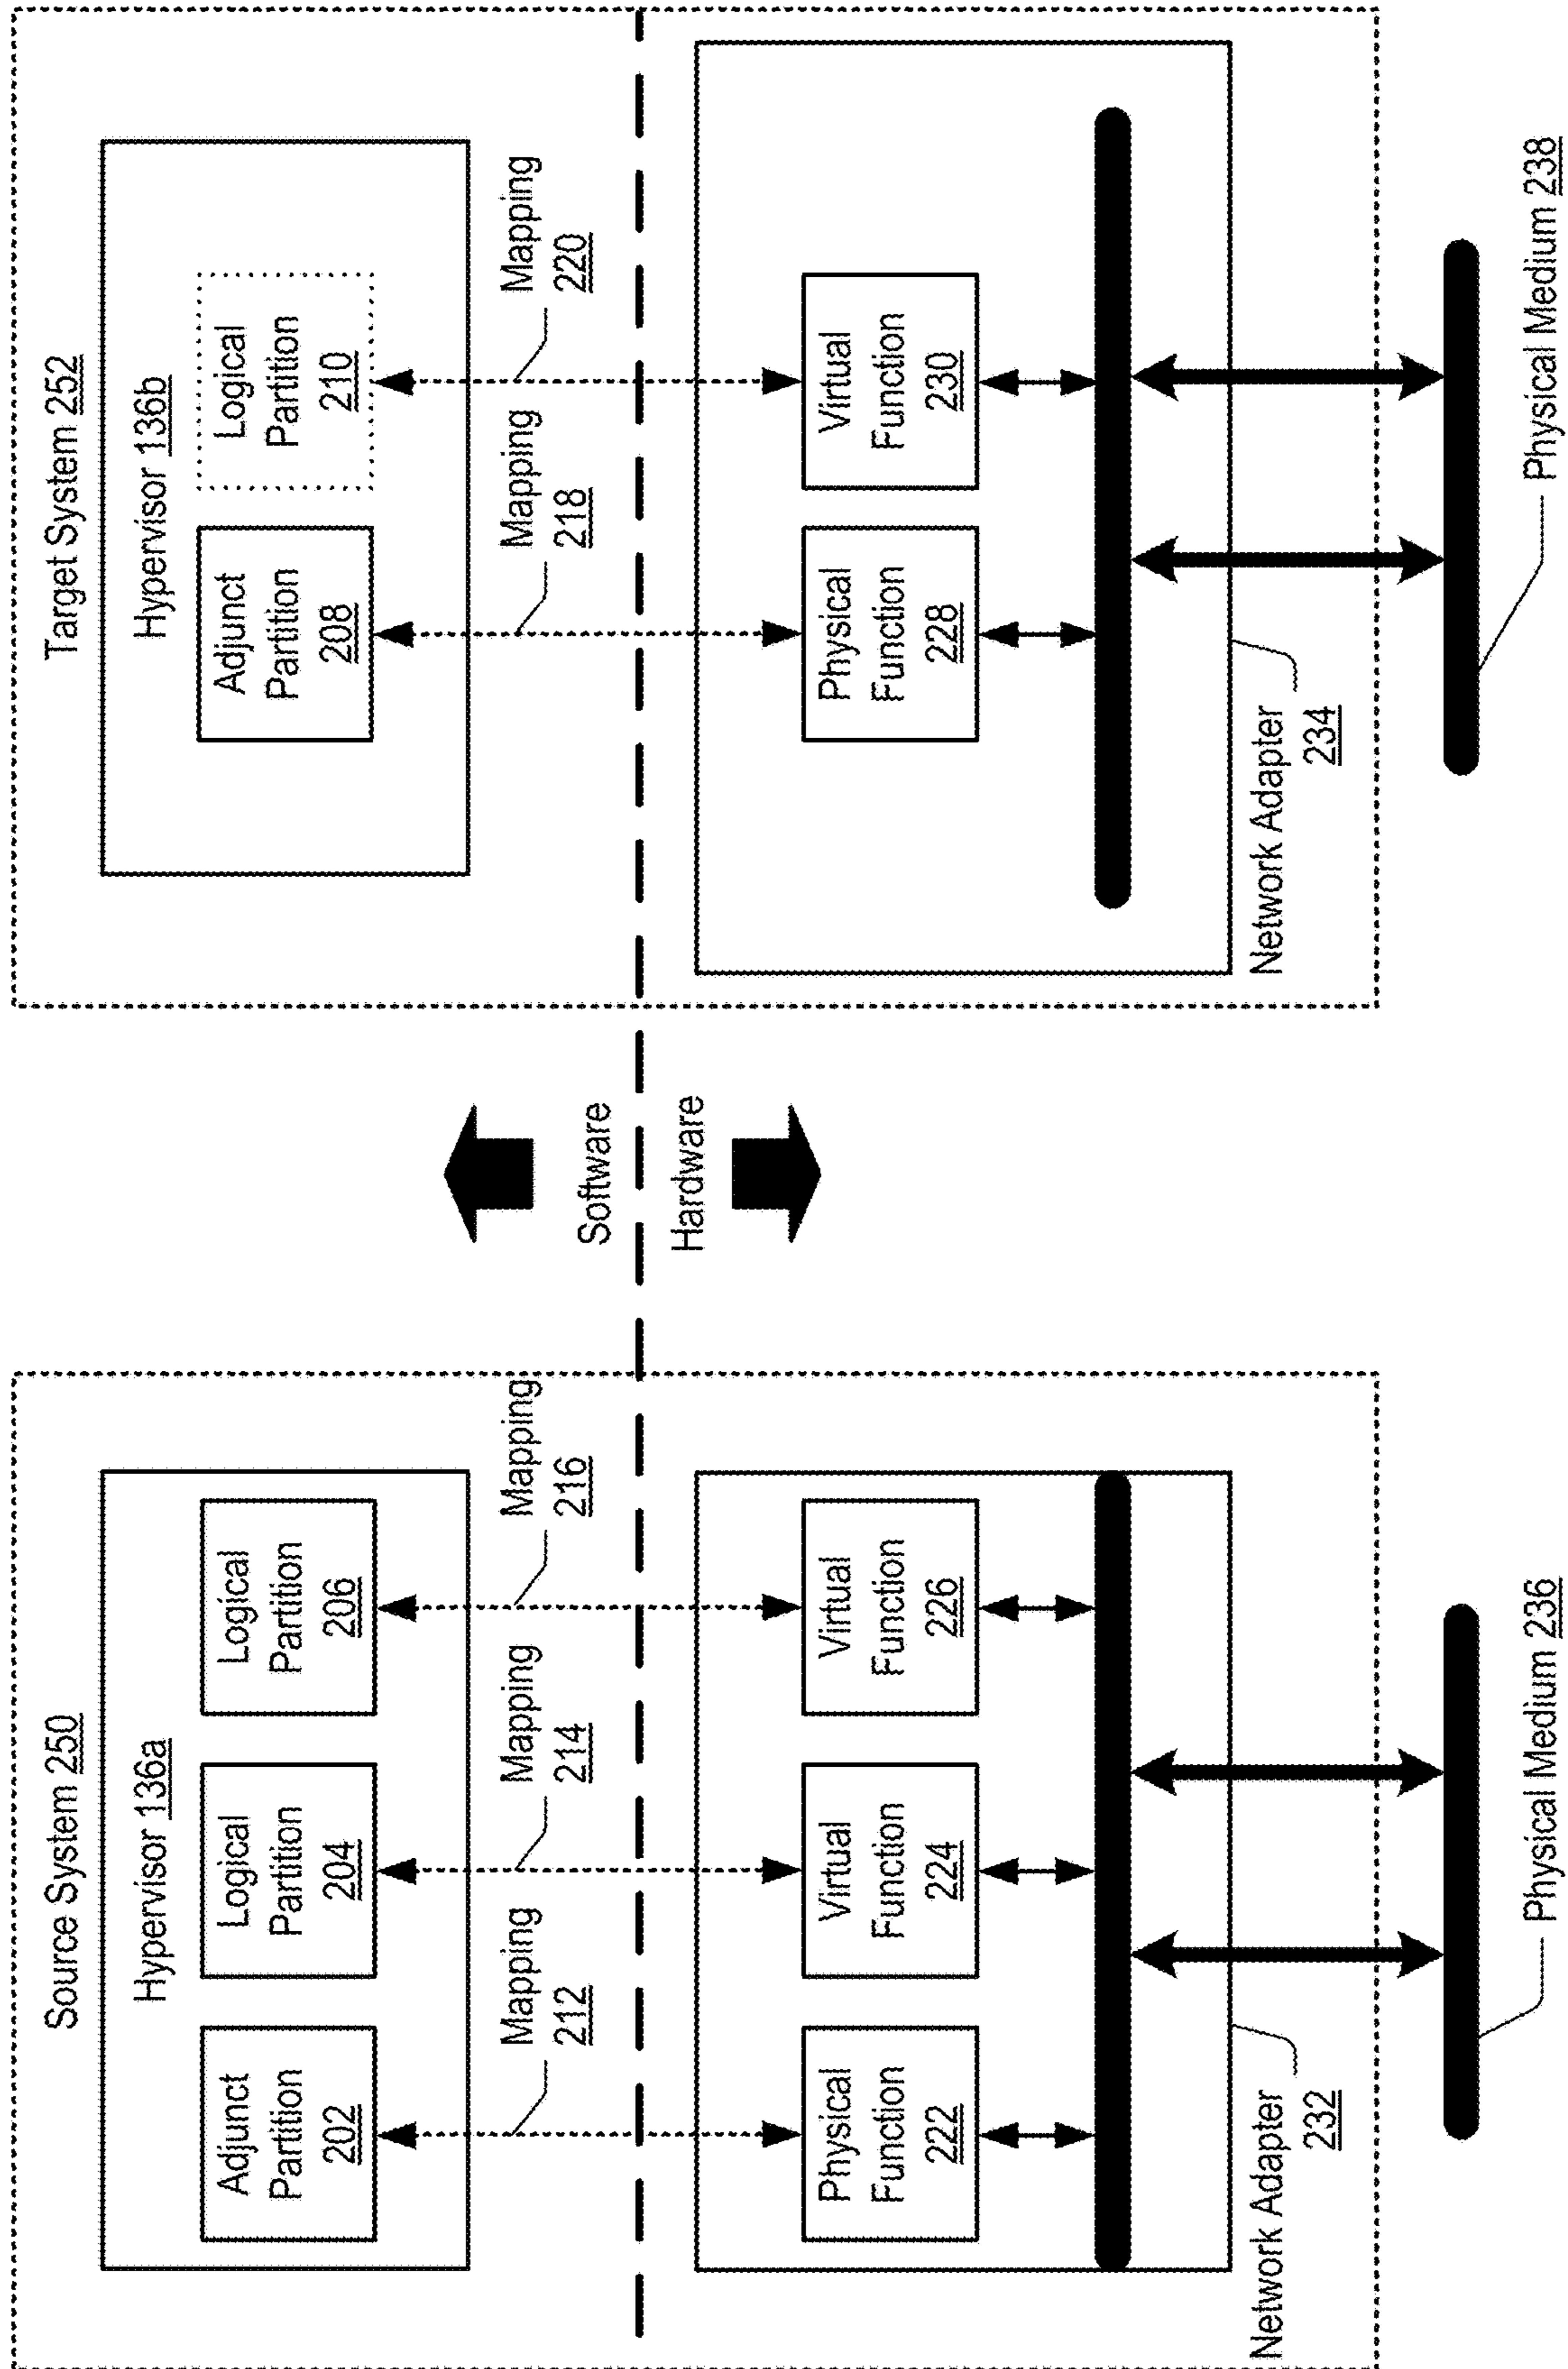 Source System 250
Hypervisor 136a
Adjunct
Partition
202
Logical
Partition
204
Logical
Partition
206
Mapping
212
Mapping
214
Mapping
216
Physical
Function
222
Virtual
Function
224
Virtual
Function
226
Network Adapter
232
Physical Medium 236
Software
Hardware
Target System 252
Hypervisor 136b
Adjunct
Partition
208
Logical
Partition
210
Mapping
218
Mapping
220
Physical
Function
228
Virtual
Function
230
Network Adapter
234
Physical Medium 238